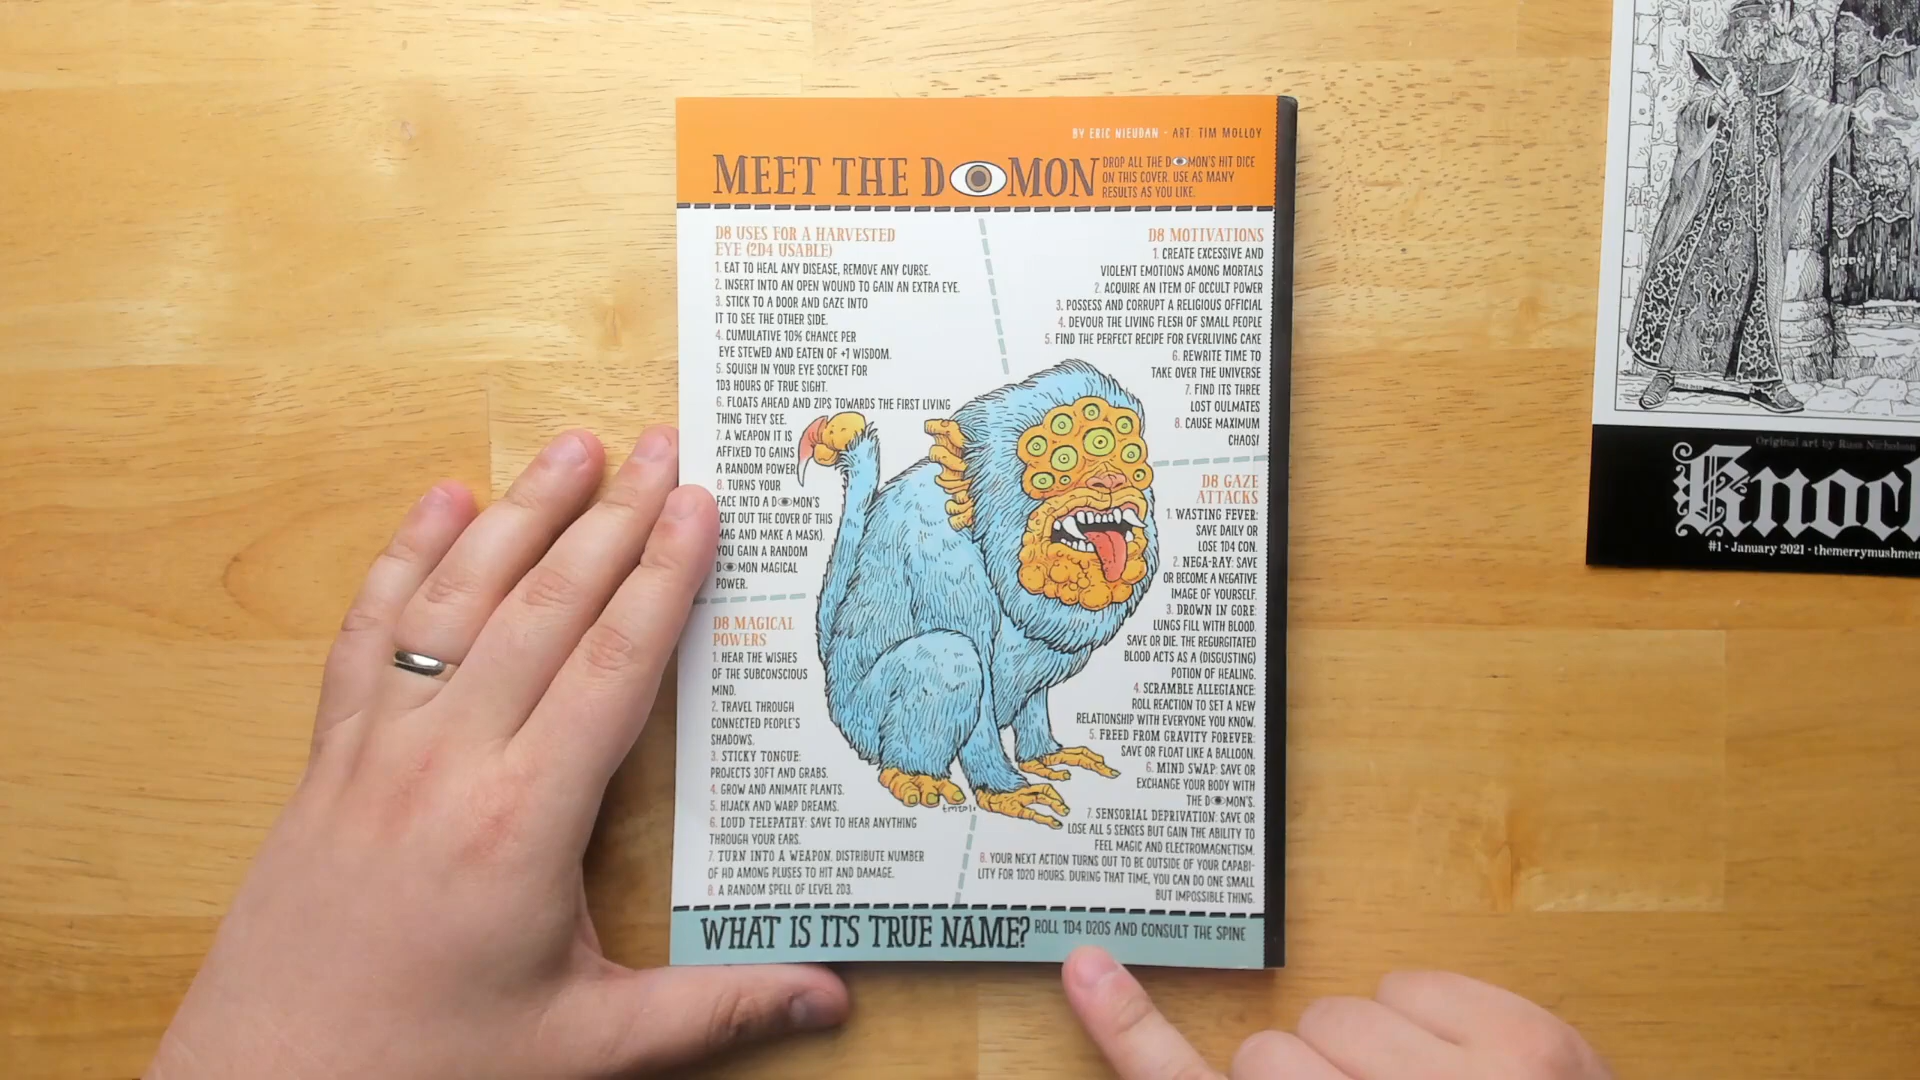 BY ERIC NIEUDAN - ART: TIM MOLLOY
MEET THE D MON
DROP ALL THE D MON'S HIT DICE
ON THIS COVER. USE AS MANY
RESULTS AS YOU LIKE.
D8 USES FOR A HARVESTED
EYE (2D4 USABLE)
1. EAT TO HEAL ANY DISEASE, REMOVE ANY CURSE.
2. INSERT INTO AN OPEN WOUND TO GAIN AN EXTRA EYE.
3. STICK TO A DOOR AND GAZE INTO
IT TO SEE THE OTHER SIDE.
4. CUMULATIVE 10% CHANCE PER
EYE STEWED AND EATEN OF +1 WISDOM.
5. SQUISH IN YOUR EYE SOCKET FOR
1D3 HOURS OF TRUE SIGHT.
6. FLOATS AHEAD AND ZIPS TOWARDS THE FIRST LIVING
THING THEY SEE.
7. A WEAPON IT IS
AFFIXED TO GAINS
A RANDOM POWER.
8. TURNS YOUR
FACE INTO A D MON'S
(CUT OUT THE COVER OF THIS
MAG AND MAKE A MASK).
YOU GAIN A RANDOM
D MON MAGICAL
POWER.
D8 MOTIVATIONS
1. CREATE EXCESSIVE AND
VIOLENT EMOTIONS AMONG MORTALS
2. ACQUIRE AN ITEM OF OCCULT POWER
3. POSSESS AND CORRUPT A RELIGIOUS OFFICIAL
4. DEVOUR THE LIVING FLESH OF SMALL PEOPLE
5. FIND THE PERFECT RECIPE FOR EVERLIVING CAKE
6. REWRITE TIME TO
TAKE OVER THE UNIVERSE
7. FIND ITS THREE
LOST OULMATES
8. CAUSE MAXIMUM
CHAOS!
D8 MAGICAL
POWERS
1. HEAR THE WISHES
OF THE SUBCONSCIOUS
MIND.
2. TRAVEL THROUGH
CONNECTED PEOPLE'S
SHADOWS.
3. STICKY TONGUE:
PROJECTS 30FT AND GRABS.
4. GROW AND ANIMATE PLANTS.
5. HIJACK AND WARP DREAMS.
6. LOUD TELEPATHY: SAVE TO HEAR ANYTHING
THROUGH YOUR EARS.
7. TURN INTO A WEAPON. DISTRIBUTE NUMBER
OF HD AMONG PLUSES TO HIT AND DAMAGE.
8. A RANDOM SPELL OF LEVEL 2D3.
D8 GAZE
ATTACKS
1. WASTING FEVER:
SAVE DAILY OR
LOSE 1D4 CON.
2. NEGA-RAY: SAVE
OR BECOME A NEGATIVE
IMAGE OF YOURSELF.
3. DROWN IN GORE:
LUNGS FILL WITH BLOOD.
SAVE OR DIE. THE REGURGITATED
BLOOD ACTS AS A (DISGUSTING)
POTION OF HEALING.
4. SCRAMBLE ALLEGIANCE:
ROLL REACTION TO SET A NEW
RELATIONSHIP WITH EVERYONE YOU KNOW.
5. FREED FROM GRAVITY FOREVER:
SAVE OR FLOAT LIKE A BALLOON.
6. MIND SWAP: SAVE OR
EXCHANGE YOUR BODY WITH
THE D MON'S.
7. SENSORIAL DEPRIVATION: SAVE OR
LOSE ALL 5 SENSES BUT GAIN THE ABILITY TO
FEEL MAGIC AND ELECTROMAGNETISM.
8. YOUR NEXT ACTION TURNS OUT TO BE OUTSIDE OF YOUR CAPABI-
LITY FOR 1D20 HOURS. DURING THAT TIME, YOU CAN DO ONE SMALL
BUT IMPOSSIBLE THING.
WHAT IS ITS TRUE NAME?
ROLL 1D4 D20S AND CONSULT THE SPINE
Original art by Russ Nicholson
Knock
#1 - January 2021 - themerrymushmen